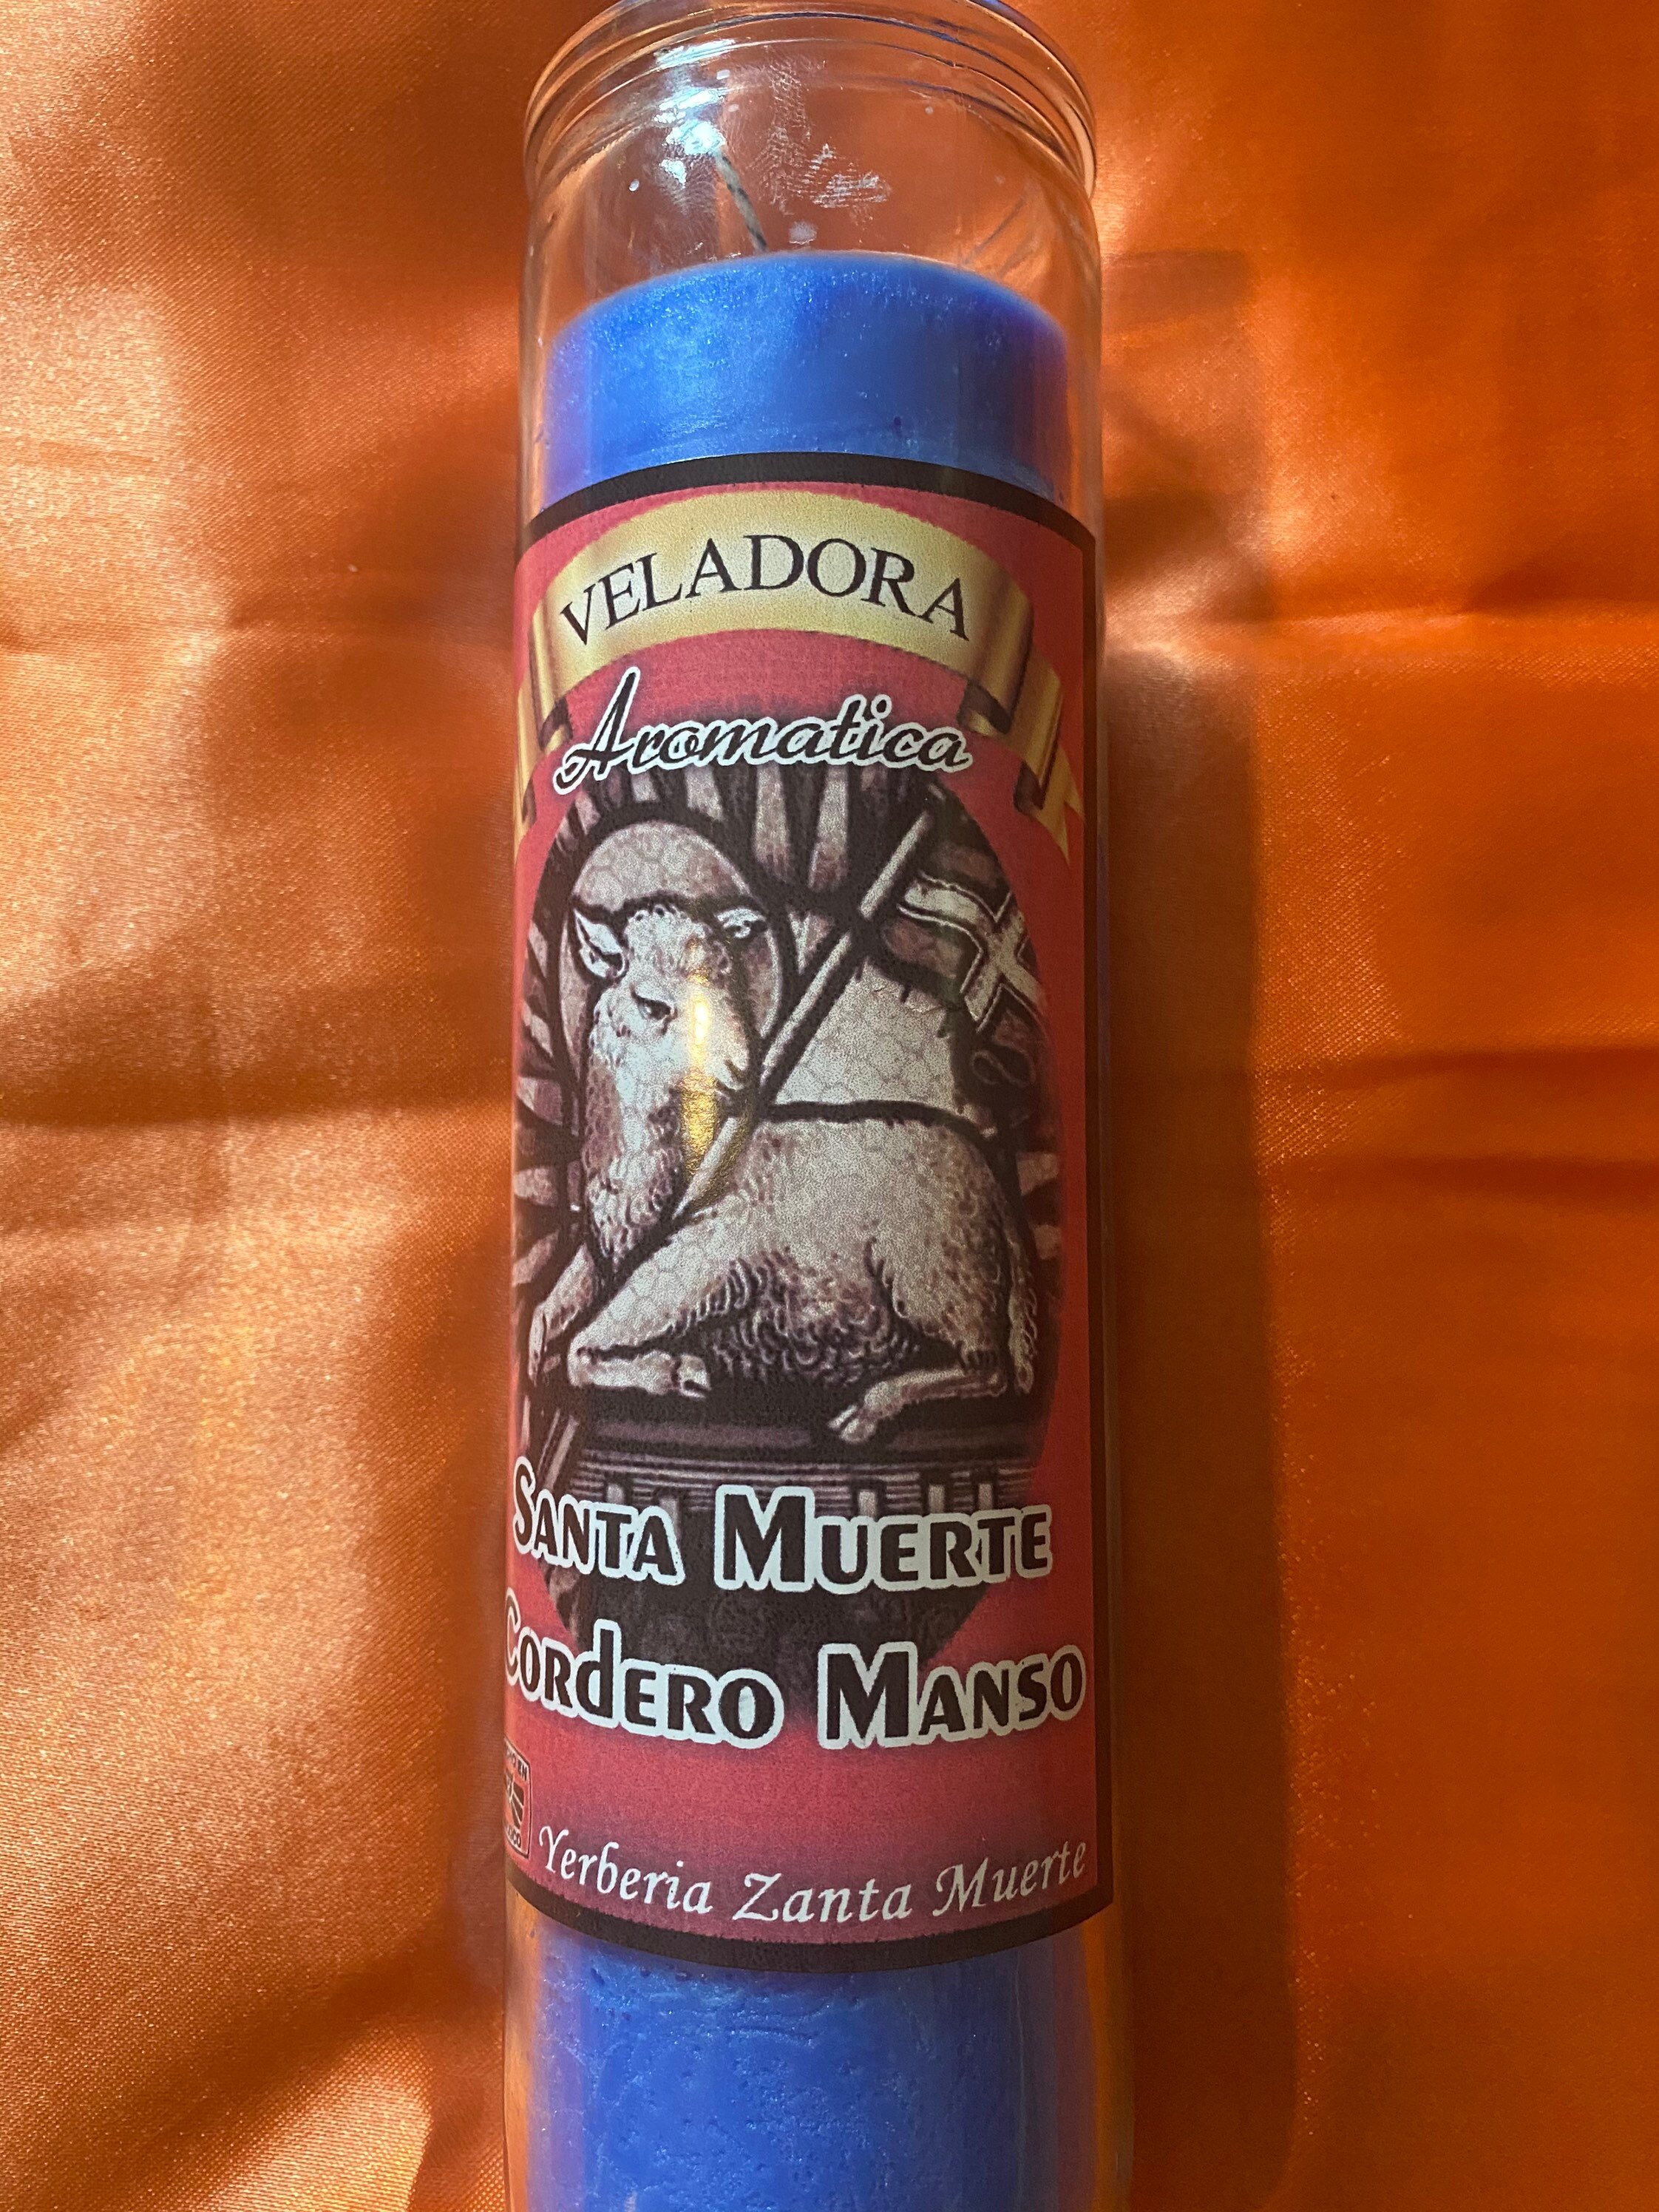 VELADORA
Aromatica
SANTA MUERTE
CORDERO MANSO
Yerberia Zanta Muerte